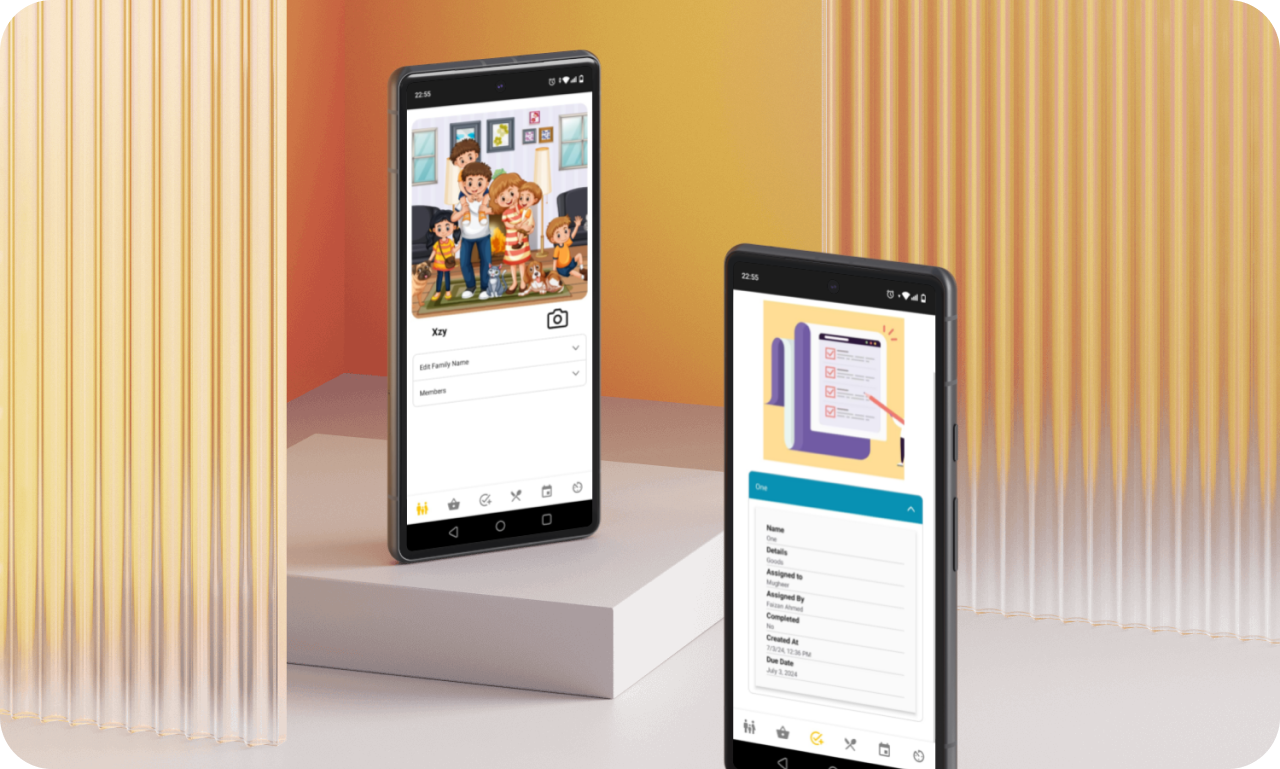 22:55
Xzy
Edit Family Name
Members
22:55
One
Name
One
Details
Goods
Assigned to
Mugheer
Assigned By
Faizan Ahmed
Completed
No
Created At
7/3/24, 12:36 PM
Due Date
July 3, 2024